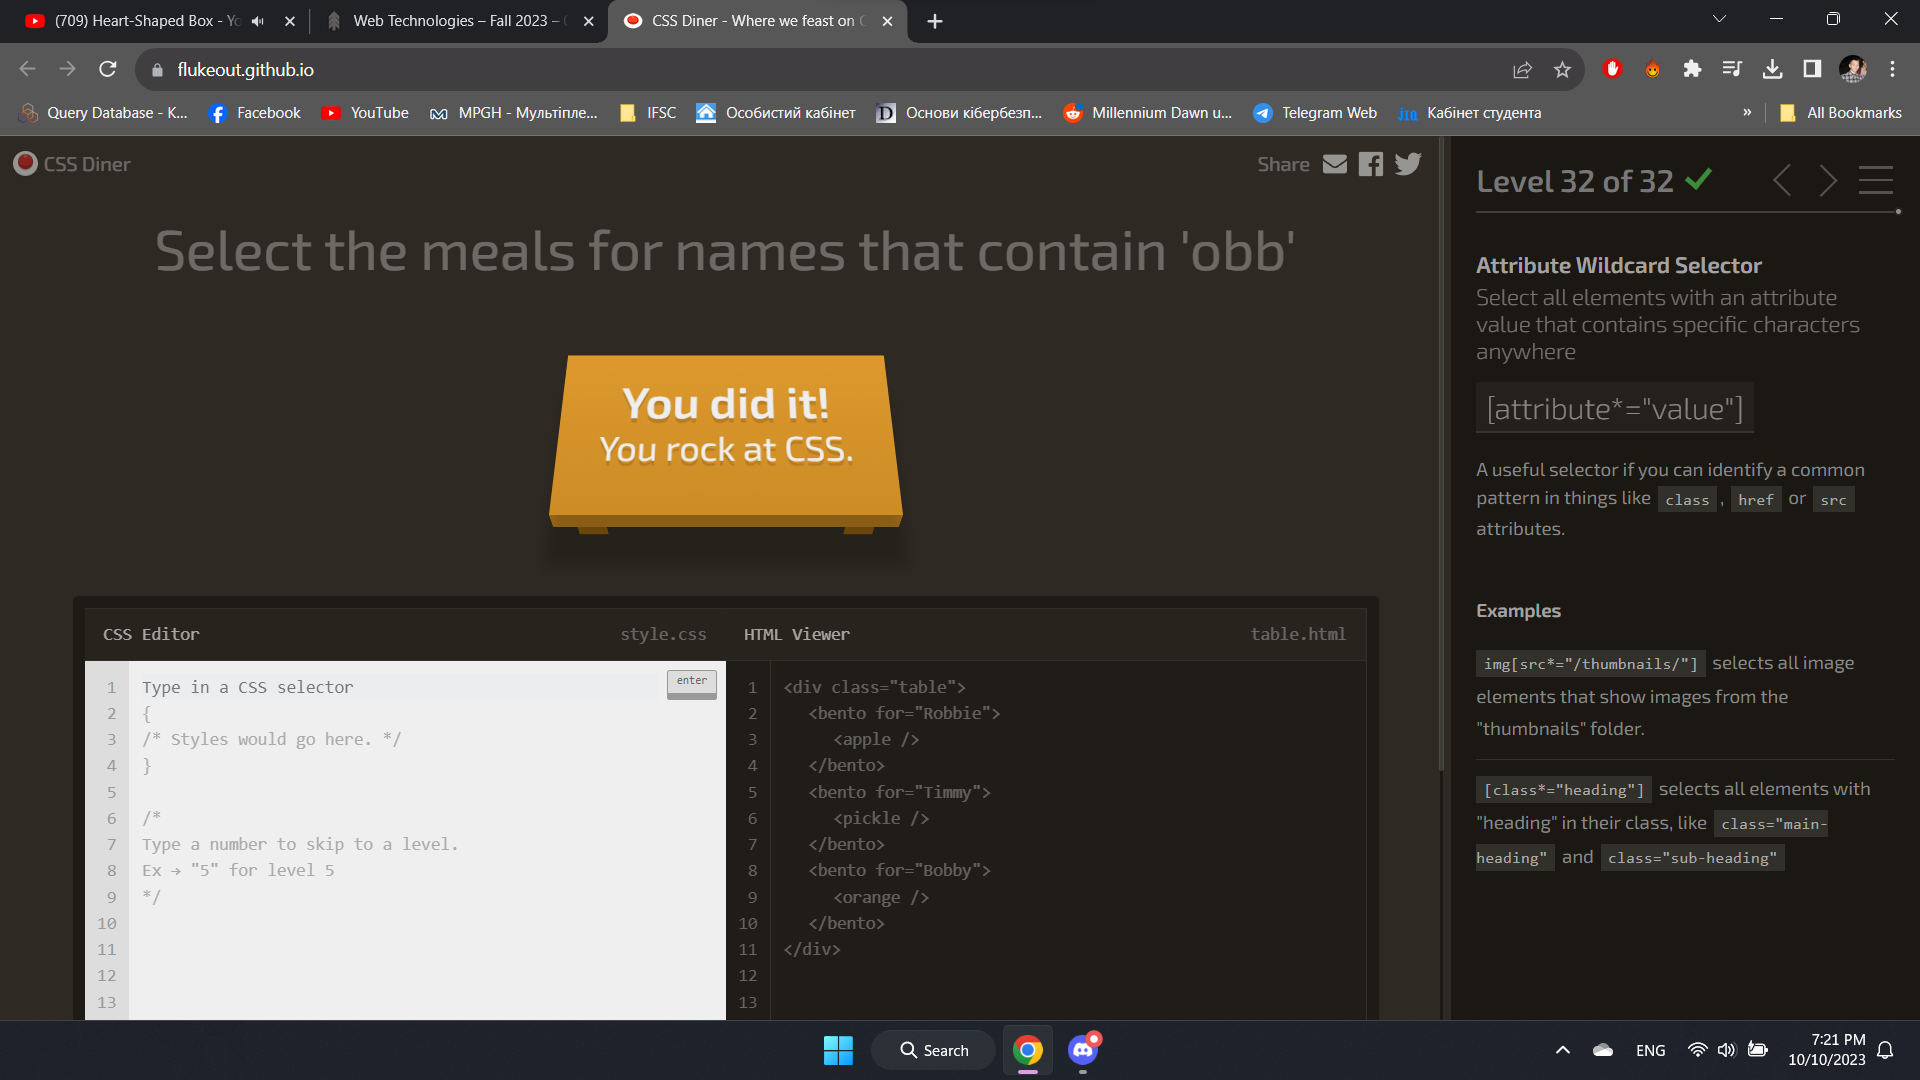 (709) Heart-Shaped Box - Yo
Web Technologies – Fall 2023 –
CSS Diner - Where we feast on
flukeout.github.io
Query Database - K...
Facebook
YouTube
MPGH - Мультіпле...
IFSC
Особистий кабінет
Основи кібербезп...
Millennium Dawn u...
Telegram Web
Кабінет студента
»
All Bookmarks
CSS Diner
Share
Select the meals for names that contain 'obb'
You did it!
You rock at CSS.
CSS Editor
style.css
1 Type in a CSS selector
enter
2 {
3 /* Styles would go here. */
4 }
5
6 /*
7 Type a number to skip to a level.
8 Ex → "5" for level 5
9 */
10
11
12
13
HTML Viewer
table.html
1 <div class="table">
2 <bento for="Robbie">
3 <apple />
4 </bento>
5 <bento for="Timmy">
6 <pickle />
7 </bento>
8 <bento for="Bobby">
9 <orange />
10 </bento>
11 </div>
12
13
Level 32 of 32
Attribute Wildcard Selector
Select all elements with an attribute
value that contains specific characters
anywhere
[attribute*="value"]
A useful selector if you can identify a common
pattern in things like class , href or src
attributes.
Examples
img[src*="/thumbnails/"] selects all image
elements that show images from the
"thumbnails" folder.
[class*="heading"] selects all elements with
"heading" in their class, like class="main-
heading" and class="sub-heading"
Search
ENG
7:21 PM
10/10/2023